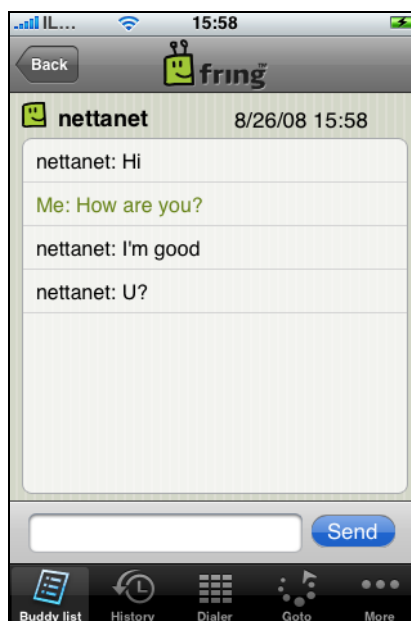 IL... 15:58
Back fring™
nettanet 8/26/08 15:58
nettanet: Hi
Me: How are you?
nettanet: I'm good
nettanet: U?
Send
Buddy list History Dialer Goto More